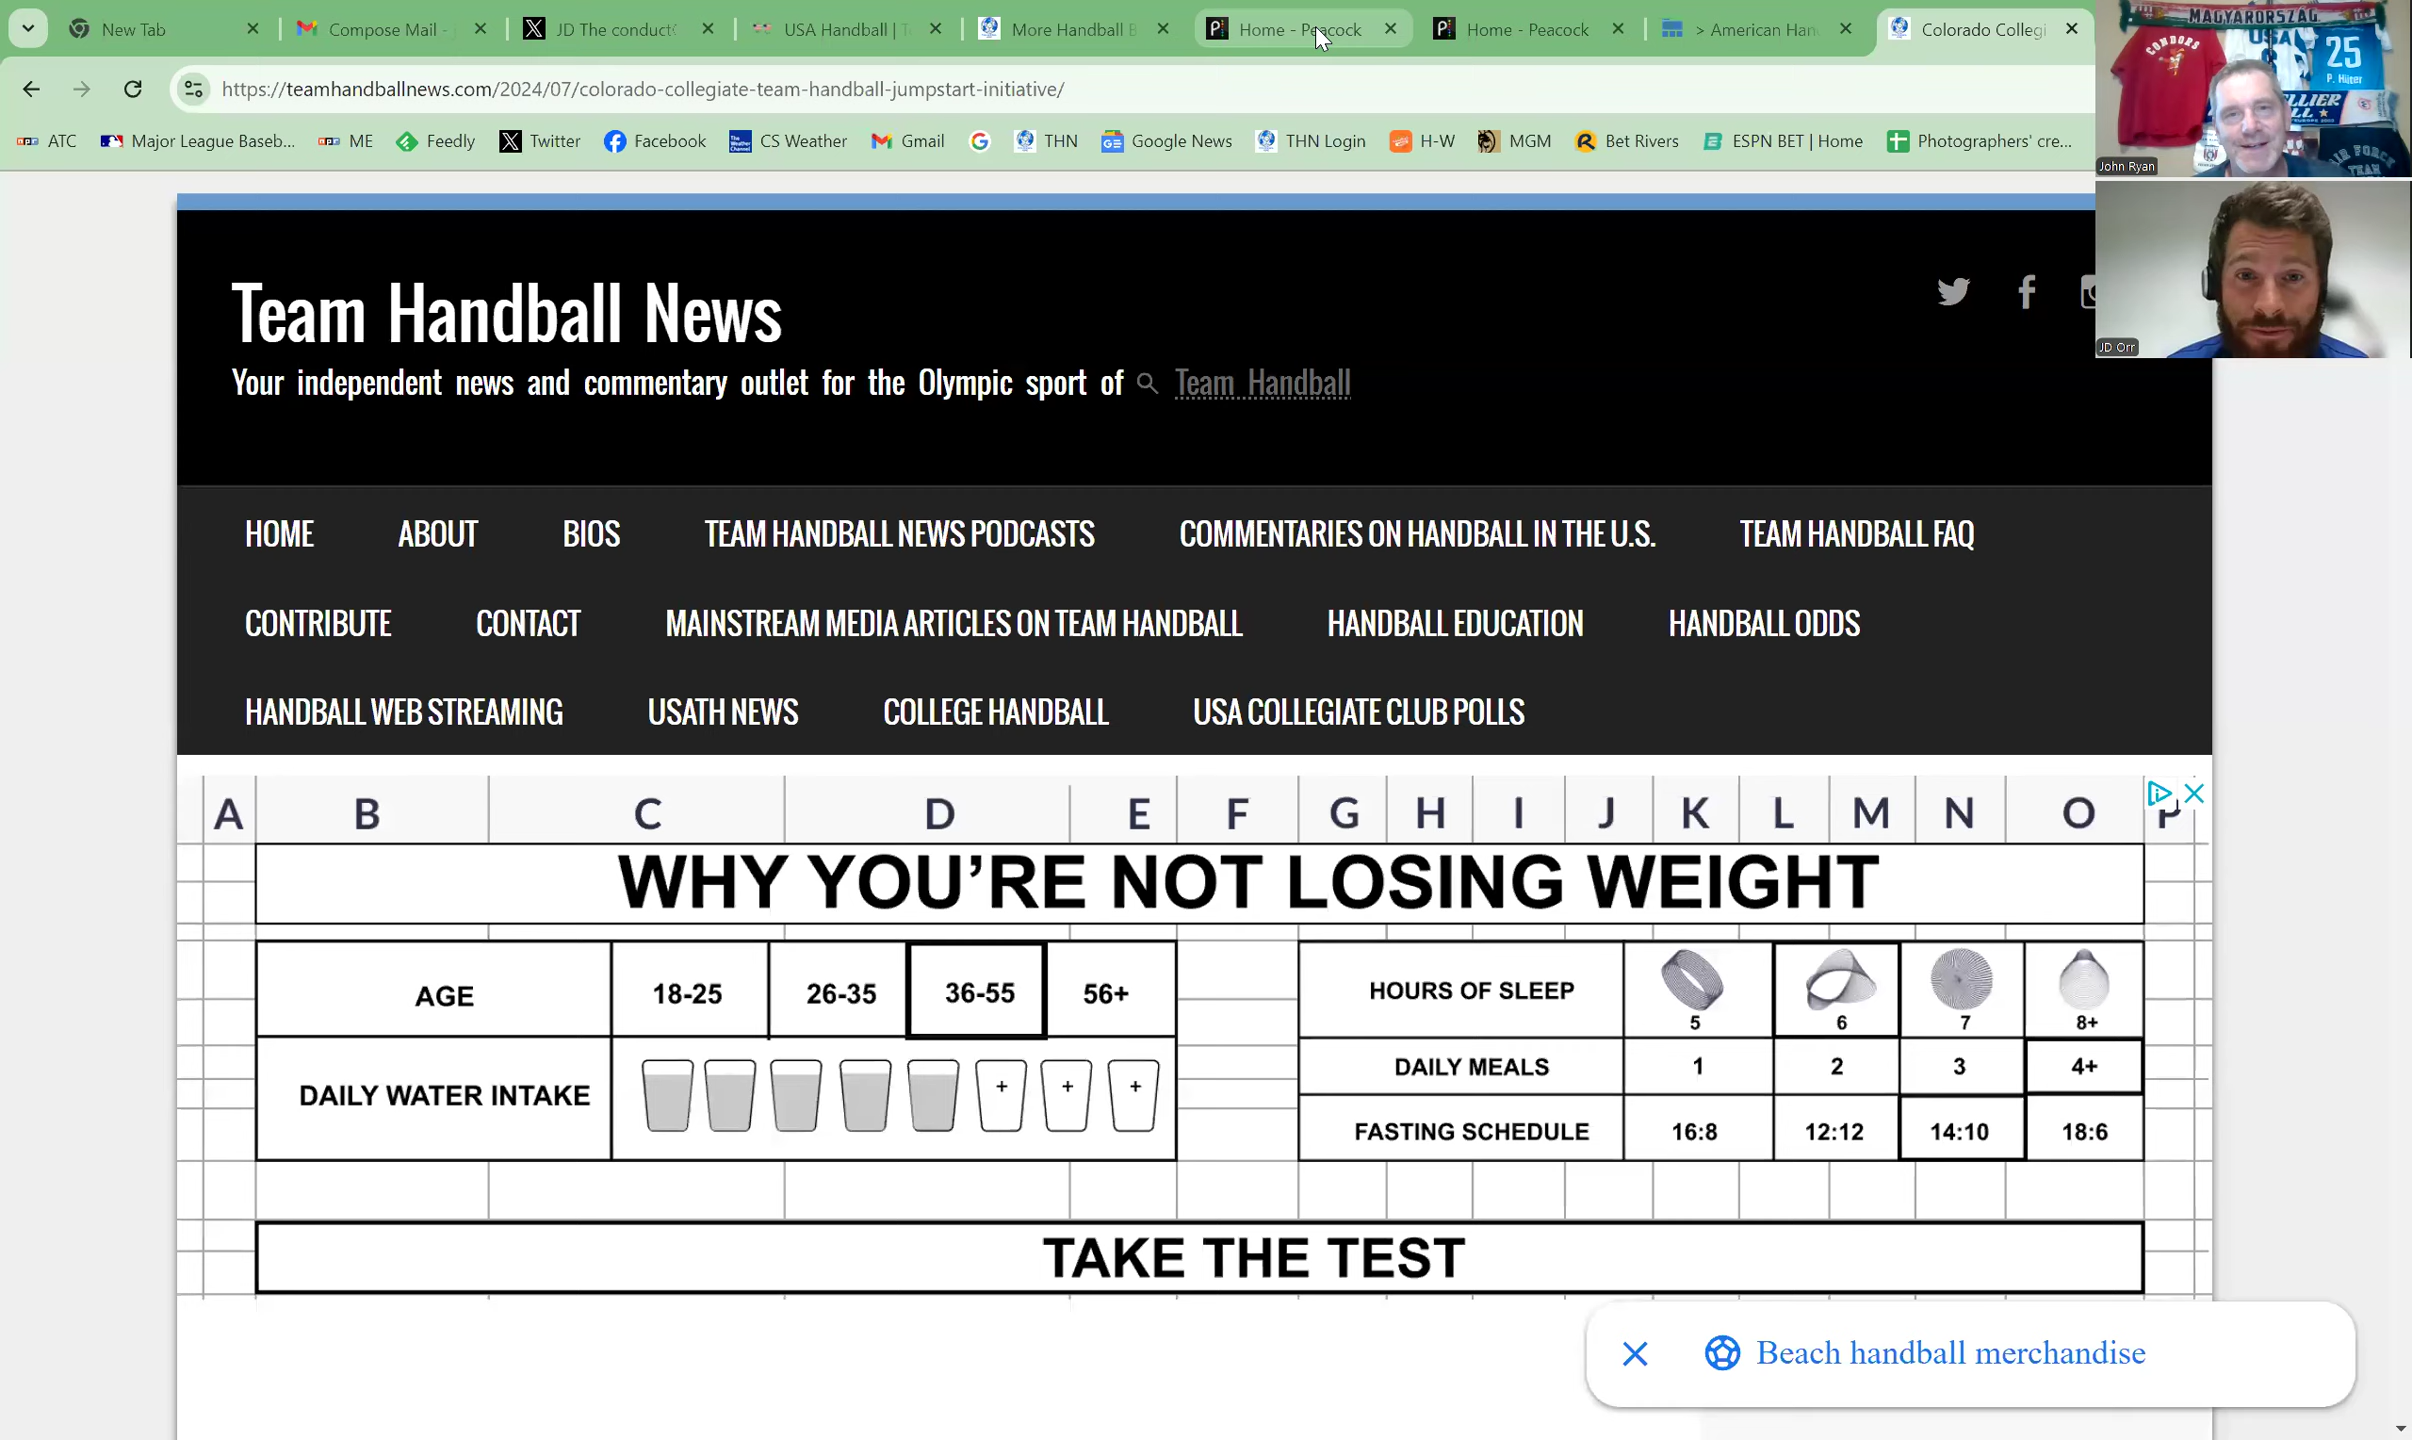 New Tab
Compose Mail -
JD The conduct
USA Handball | T
More Handball B
Home - Peacock
Home - Peacock
> American Han
Colorado Collegi
https://teamhandballnews.com/2024/07/colorado-collegiate-team-handball-jumpstart-initiative/
ATC
Major League Baseb...
ME
Feedly
Twitter
Facebook
CS Weather
Gmail
THN
Google News
THN Login
H-W
MGM
Bet Rivers
ESPN BET | Home
Photographers' cre...
MAGYARORSZÁG
CONDORS
USA
25
P. Hüter
John Ryan
JD Orr
Team Handball News
Your independent news and commentary outlet for the Olympic sport of Team Handball
HOME ABOUT BIOS TEAM HANDBALL NEWS PODCASTS COMMENTARIES ON HANDBALL IN THE U.S. TEAM HANDBALL FAQ
CONTRIBUTE CONTACT MAINSTREAM MEDIA ARTICLES ON TEAM HANDBALL HANDBALL EDUCATION HANDBALL ODDS
HANDBALL WEB STREAMING USATH NEWS COLLEGE HANDBALL USA COLLEGIATE CLUB POLLS
A B C D E F G H I J K L M N O P
WHY YOU'RE NOT LOSING WEIGHT
AGE 18-25 26-35 36-55 56+
DAILY WATER INTAKE + + +
HOURS OF SLEEP 5 6 7 8+
DAILY MEALS 1 2 3 4+
FASTING SCHEDULE 16:8 12:12 14:10 18:6
TAKE THE TEST
Beach handball merchandise